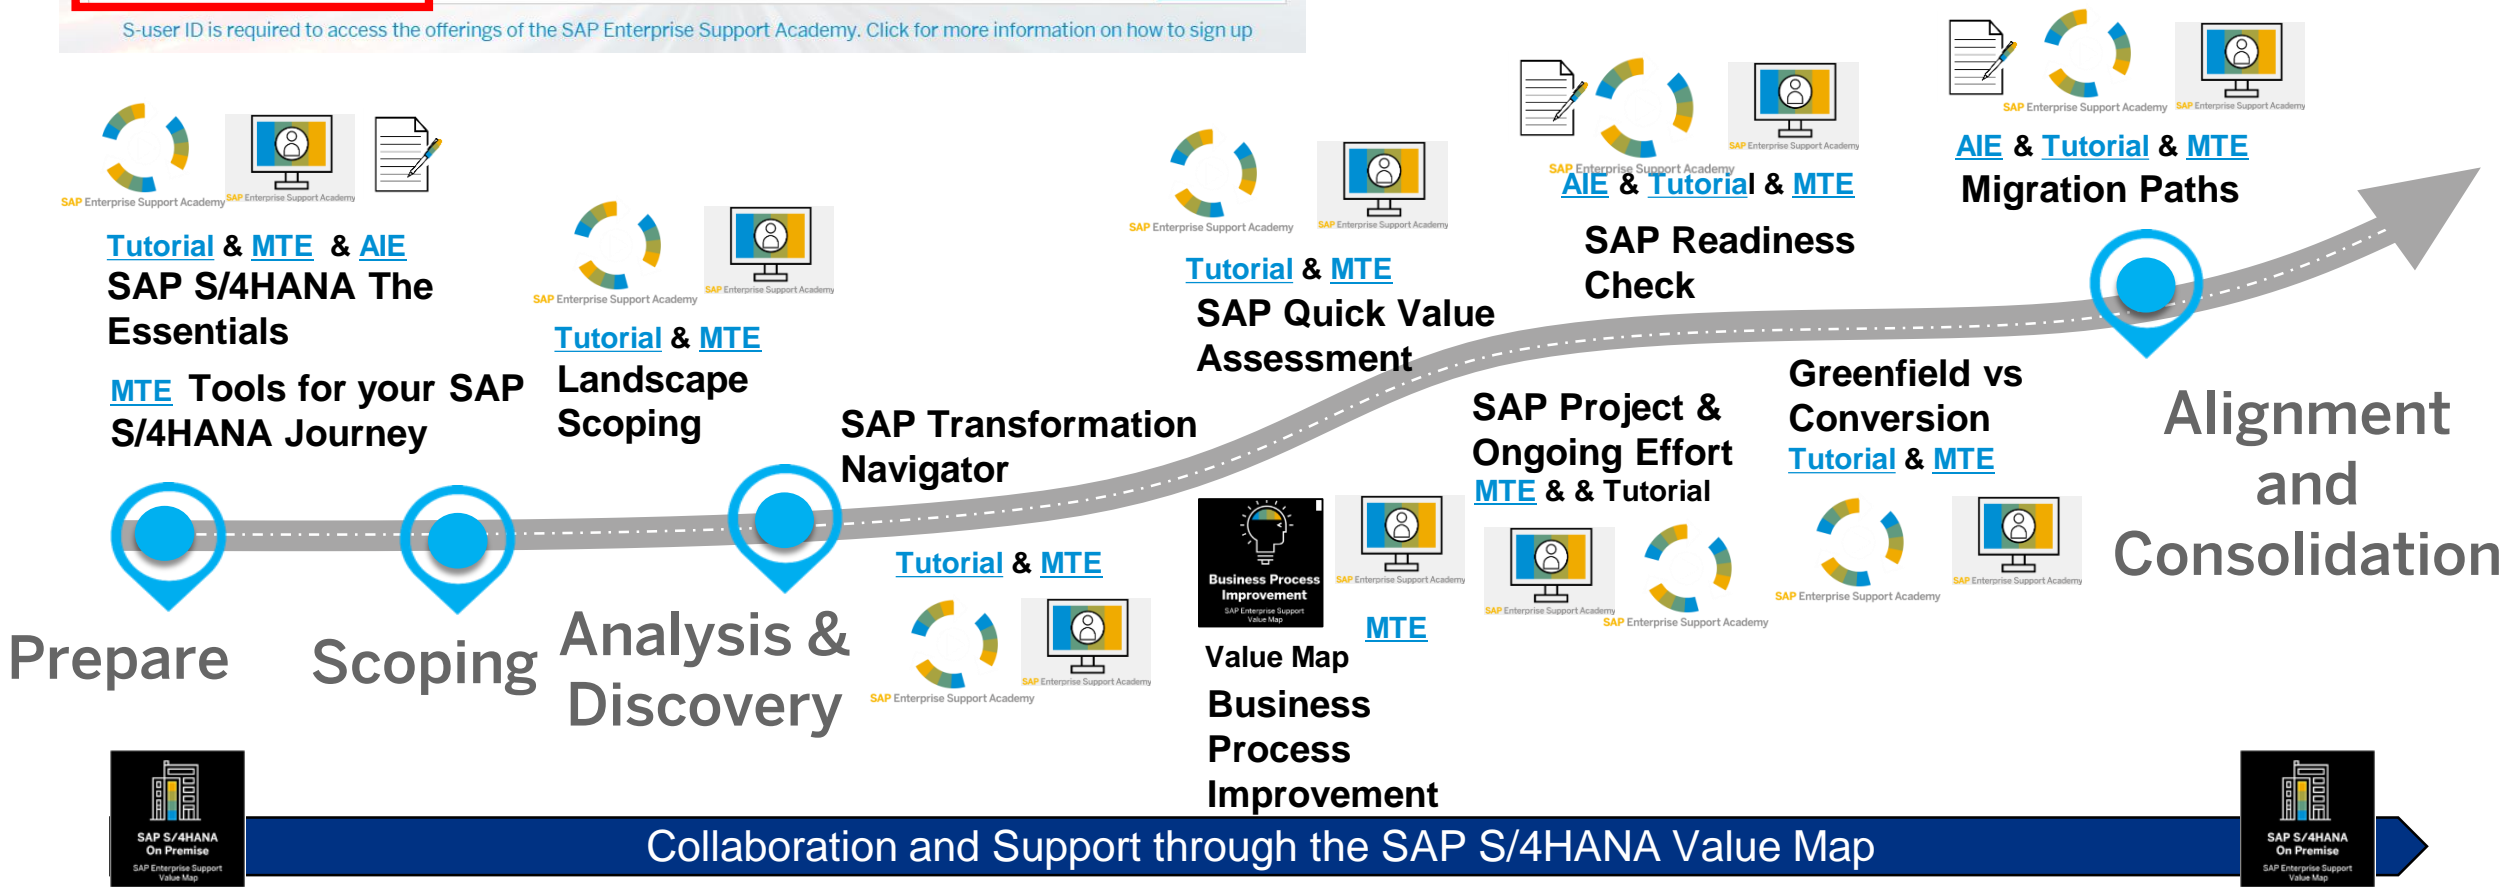 S-user ID is required to access the offerings of the SAP Enterprise Support Academy. Click for more information on how to sign up
SAP Enterprise Support Academy
SAP Enterprise Support Academy
Tutorial & MTE & AIE
SAP S/4HANA The
Essentials
MTE Tools for your SAP
S/4HANA Journey
SAP Enterprise Support Academy
SAP Enterprise Support Academy
Tutorial & MTE
Landscape
Scoping
SAP Transformation
Navigator
Tutorial & MTE
SAP Enterprise Support Academy
SAP Enterprise Support Academy
SAP Enterprise Support Academy
SAP Enterprise Support Academy
Tutorial & MTE
SAP Quick Value
Assessment
Business Process
Improvement
SAP Enterprise Support
Value Map
SAP Enterprise Support Academy
MTE
Value Map
Business
Process
Improvement
SAP Enterprise Support Academy
SAP Enterprise Support Academy
AIE & Tutorial & MTE
SAP Readiness
Check
SAP Project &
Ongoing Effort
MTE & & Tutorial
SAP Enterprise Support Academy
SAP Enterprise Support Academy
Greenfield vs
Conversion
Tutorial & MTE
SAP Enterprise Support Academy
SAP Enterprise Support Academy
SAP Enterprise Support Academy
SAP Enterprise Support Academy
AIE & Tutorial & MTE
Migration Paths
Prepare
Scoping
Analysis &
Discovery
Alignment
and
Consolidation
SAP S/4HANA
On Premise
SAP Enterprise Support
Value Map
Collaboration and Support through the SAP S/4HANA Value Map
SAP S/4HANA
On Premise
SAP Enterprise Support
Value Map